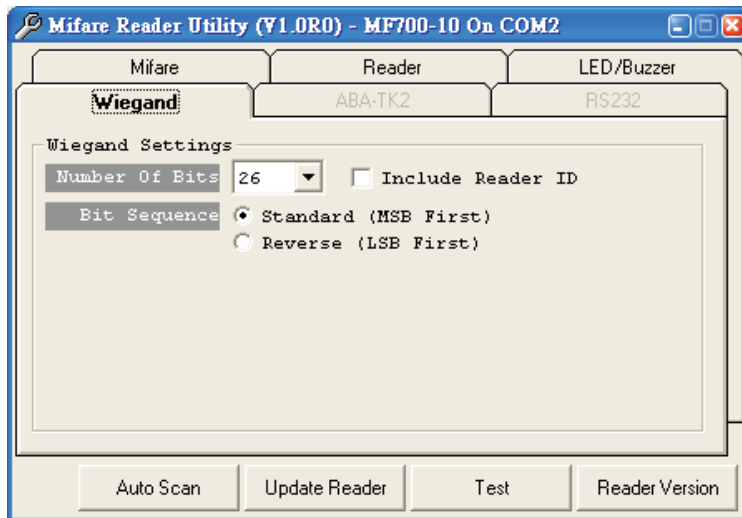 Mifare Reader Utility (V1.0R0) - MF700-10 On COM2
Mifare Reader LED/Buzzer
Wiegand ABA-TK2 RS232
Wiegand Settings
Number Of Bits 26 Include Reader ID
Bit Sequence Standard (MSB First)
Reverse (LSB First)
Auto Scan Update Reader Test Reader Version